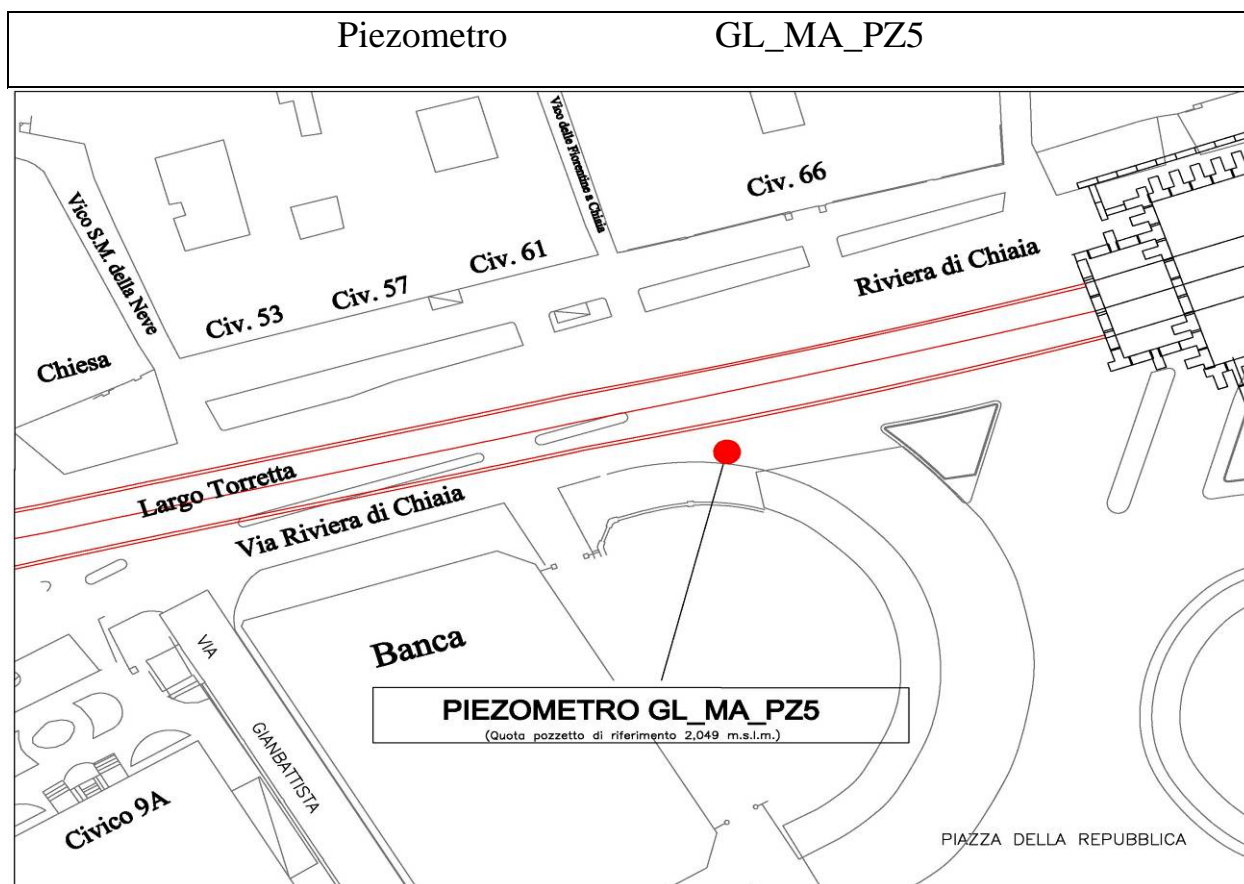 Piezometro GL_MA_PZ5
Vico delle Fiorentine a Chiaia
Civ. 66
Vico S.M. della Neve
Civ. 61
Civ. 57
Civ. 53
Riviera di Chiaia
Chiesa
Largo Torretta
Via Riviera di Chiaia
VIA
GIANBATTISTA
Banca
PIEZOMETRO GL_MA_PZ5
(Quota pozzetto di riferimento 2,049 m.s.l.m.)
Civico 9A
PIAZZA DELLA REPUBBLICA